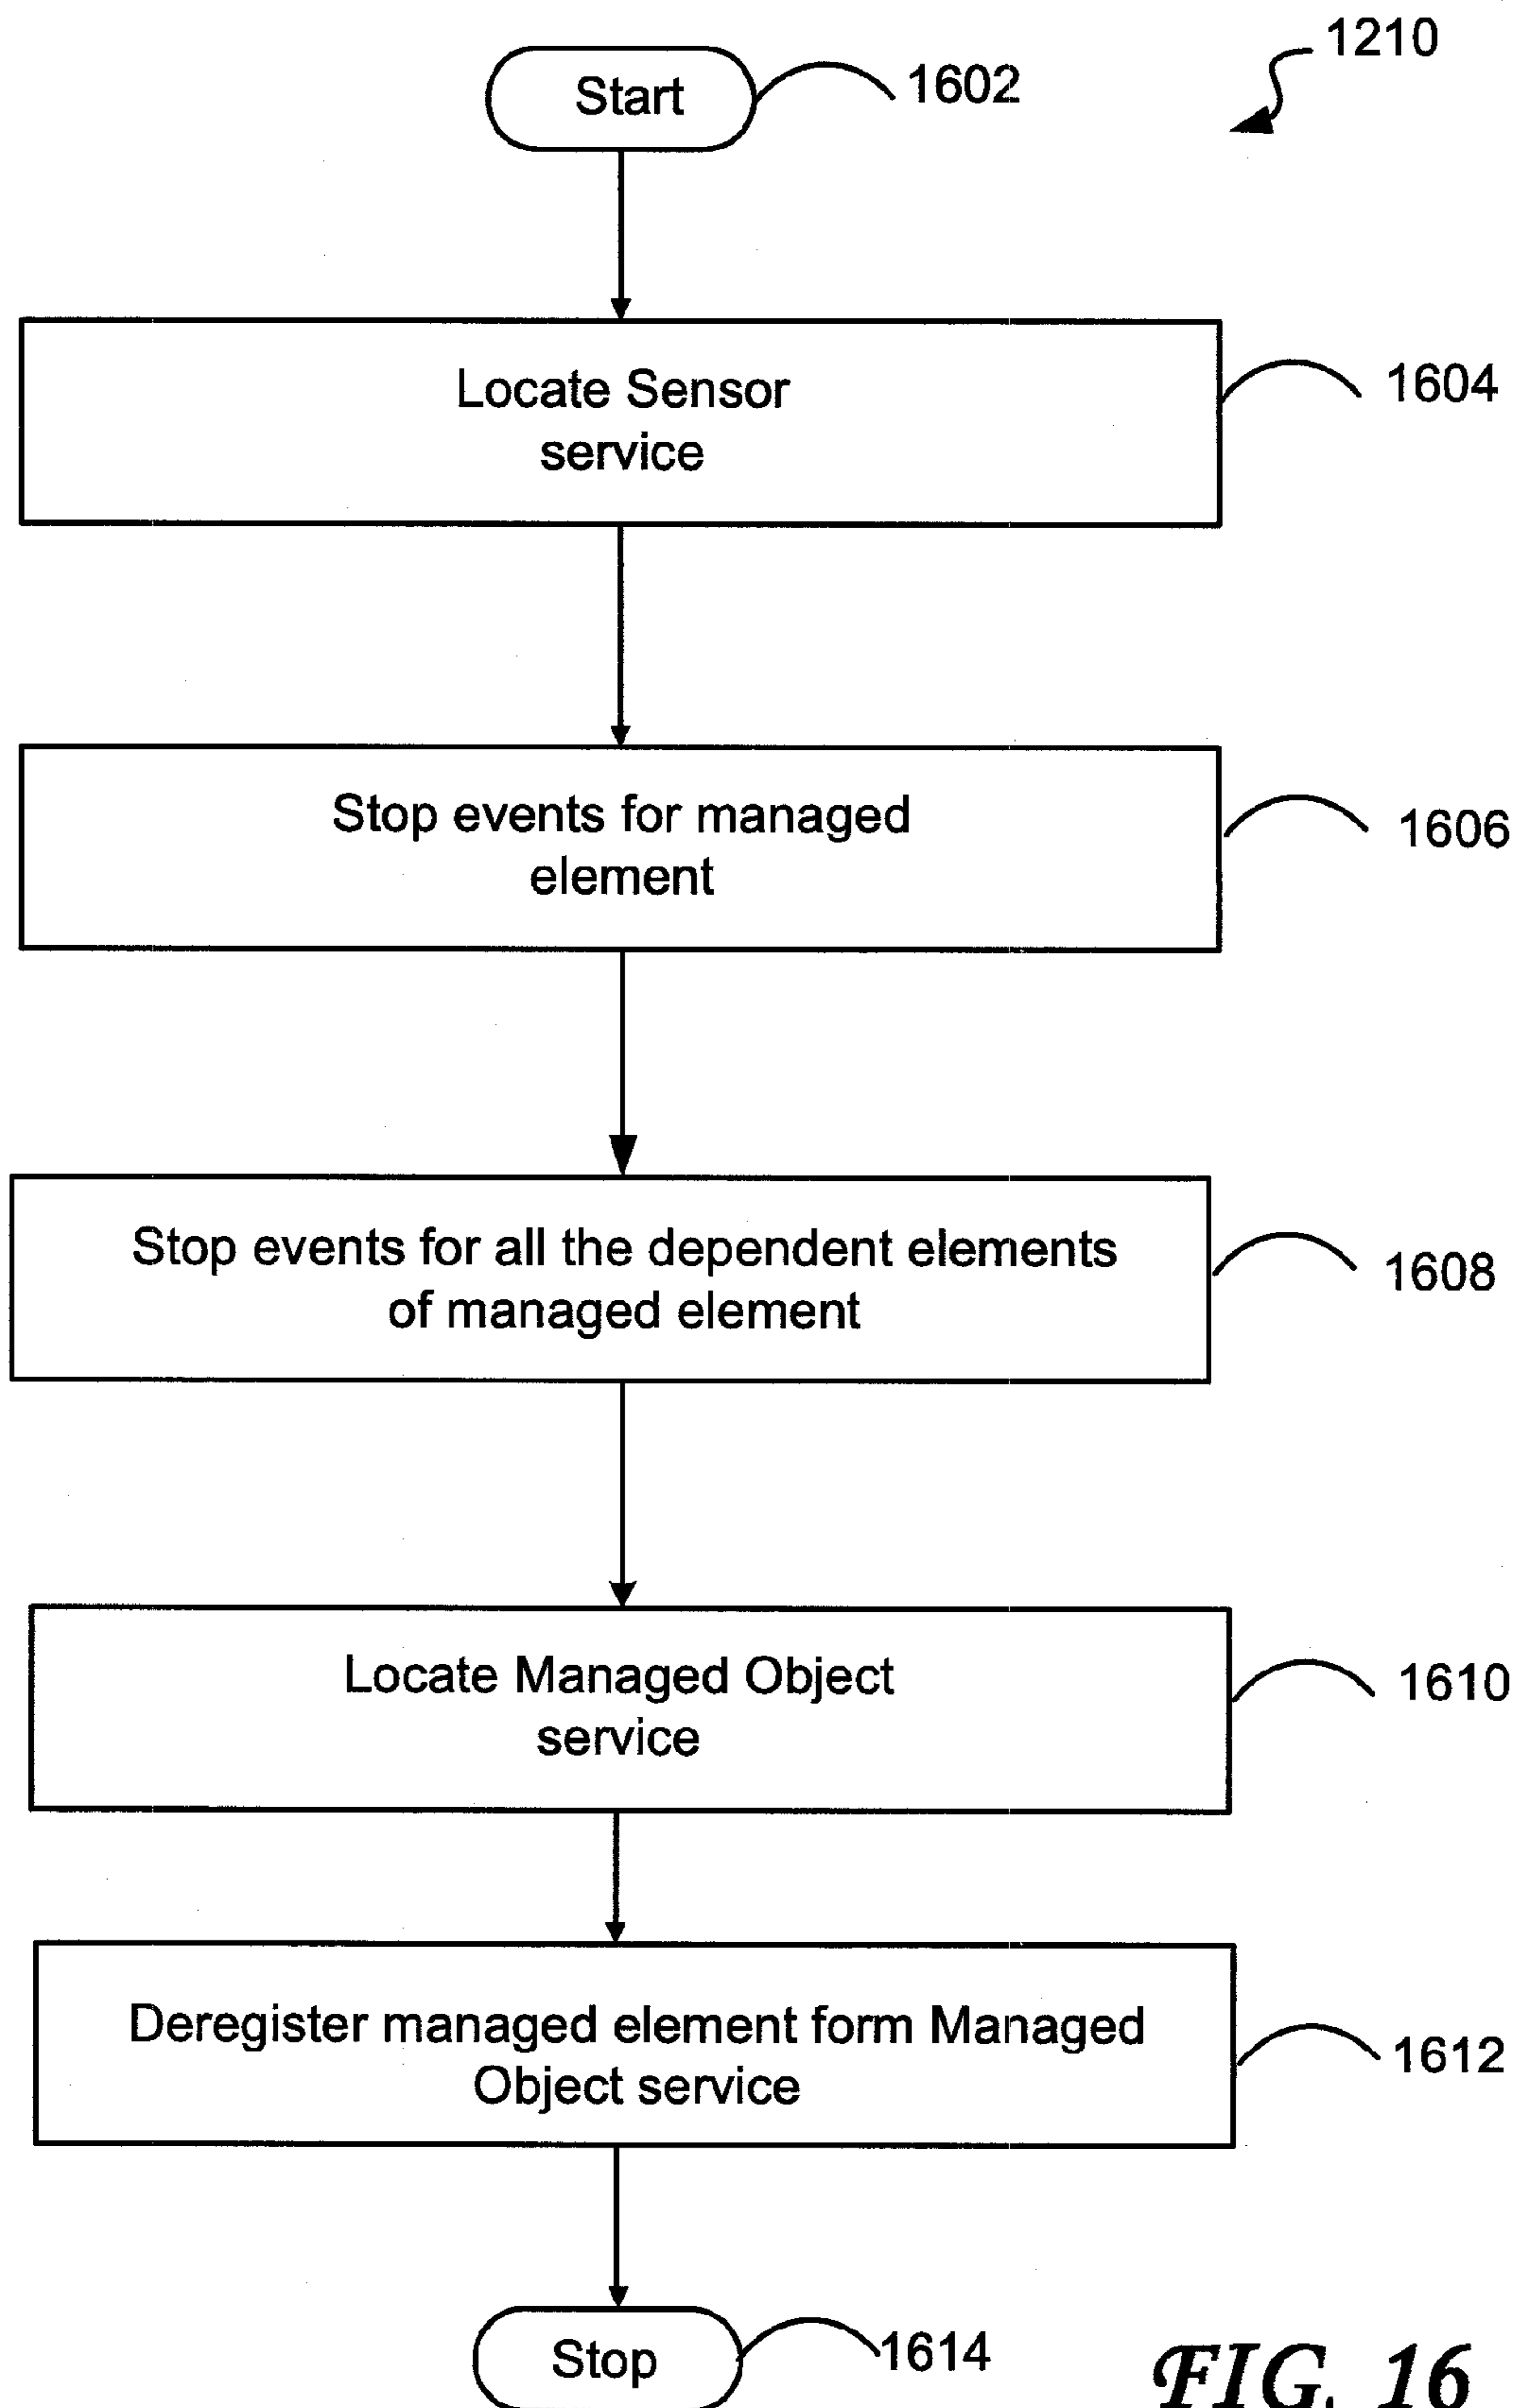 1210
Start
1602
Locate Sensor
service
1604
Stop events for managed
element
1606
Stop events for all the dependent elements
of managed element
1608
Locate Managed Object
service
1610
Deregister managed element form Managed
Object service
1612
Stop
1614
FIG. 16